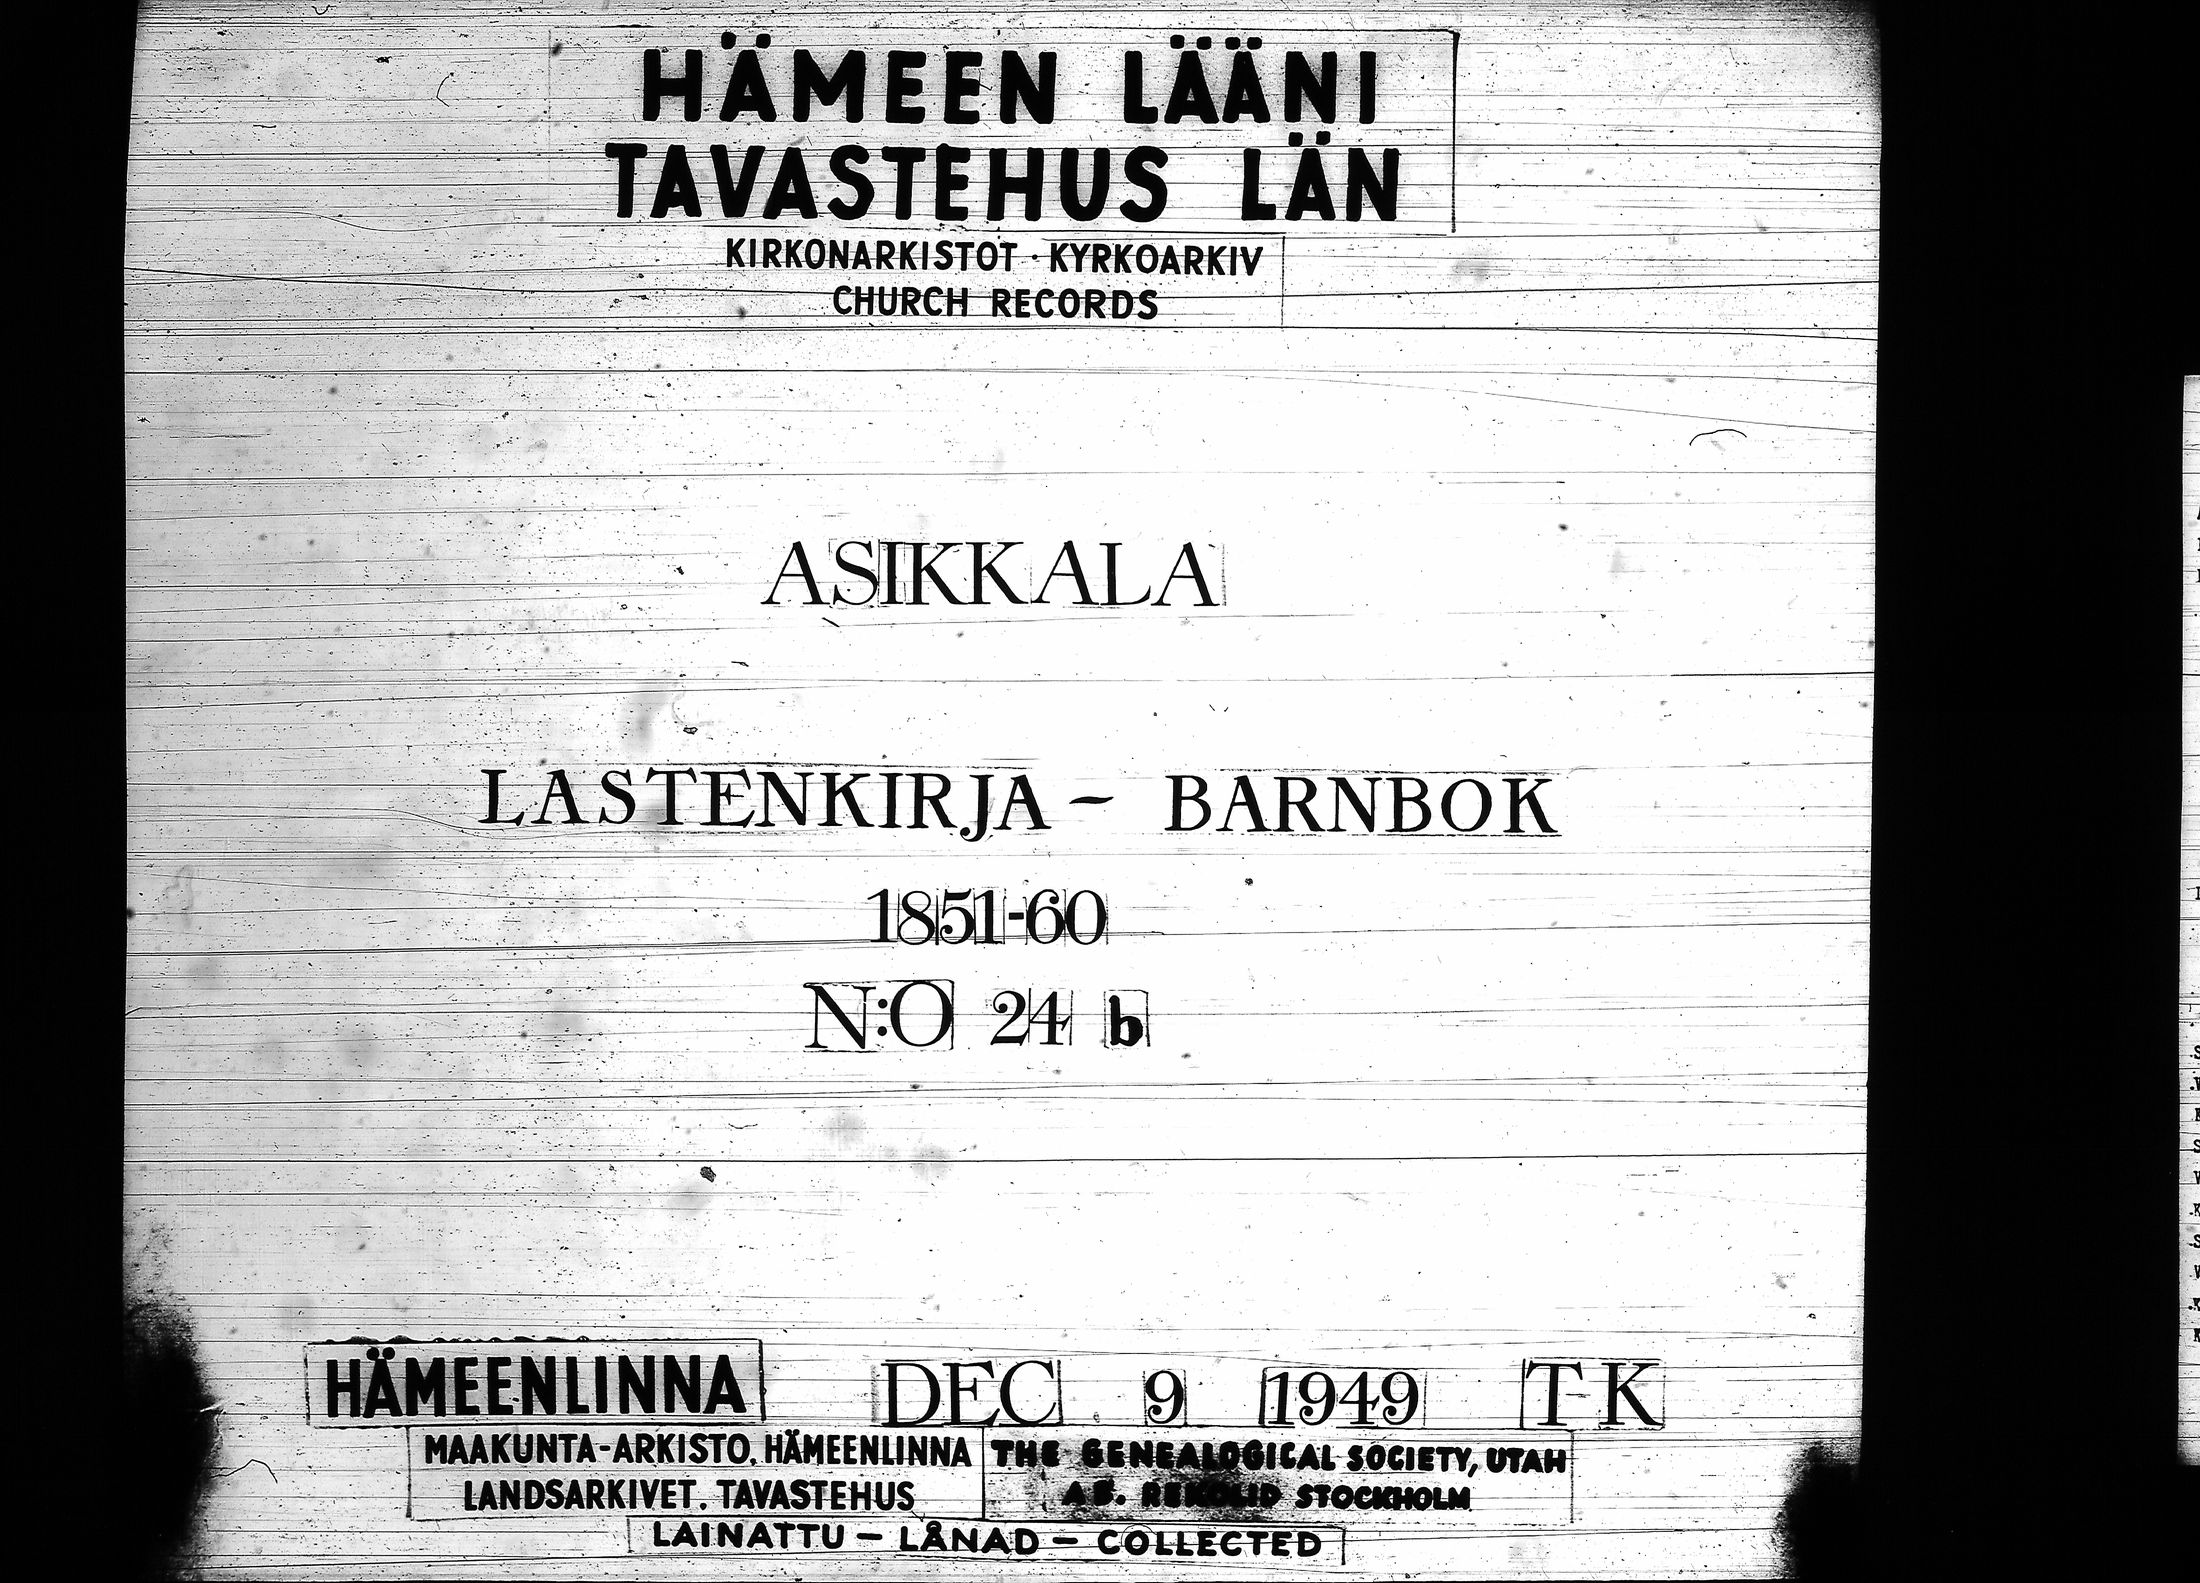 HÄMEEN LÄÄNI
TAVASTEHUS LÄN
KIRKONARKISTOT · KYRKOARKIV
CHURCH RECORDS
ASIKKALA
LASTENKIRJA – BARNBOK
1851-60
N:O 24 b
HÄMEENLINNA DEC 9 1949 T-K
MAAKUNTA-ARKISTO, HÄMEENLINNA
LANDSARKIVET, TAVASTEHUS
THE GENEALOGICAL SOCIETY, UTAH
AB. REKOLID STOCKHOLM
LAINATTU – LÅNAD – COLLECTED